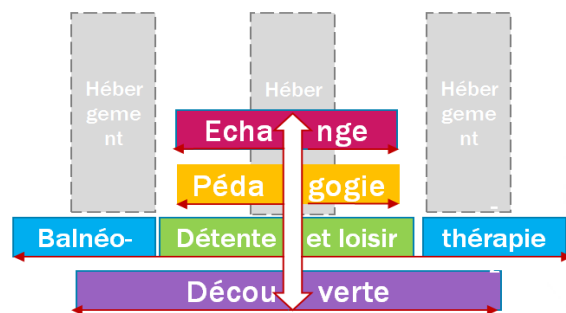 Héber
geme
nt
Héber
Héber
geme
nt
Echa nge
Péda gogie
Balnéo-
Détente et loisir
thérapie
Décou verte